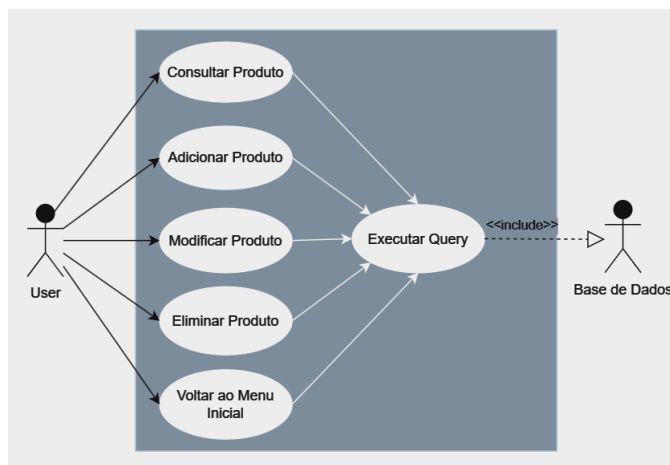 Consultar Produto
Adicionar Produto
Modificar Produto
Executar Query
<<include>>
User
Base de Dados
Eliminar Produto
Voltar ao Menu
Inicial